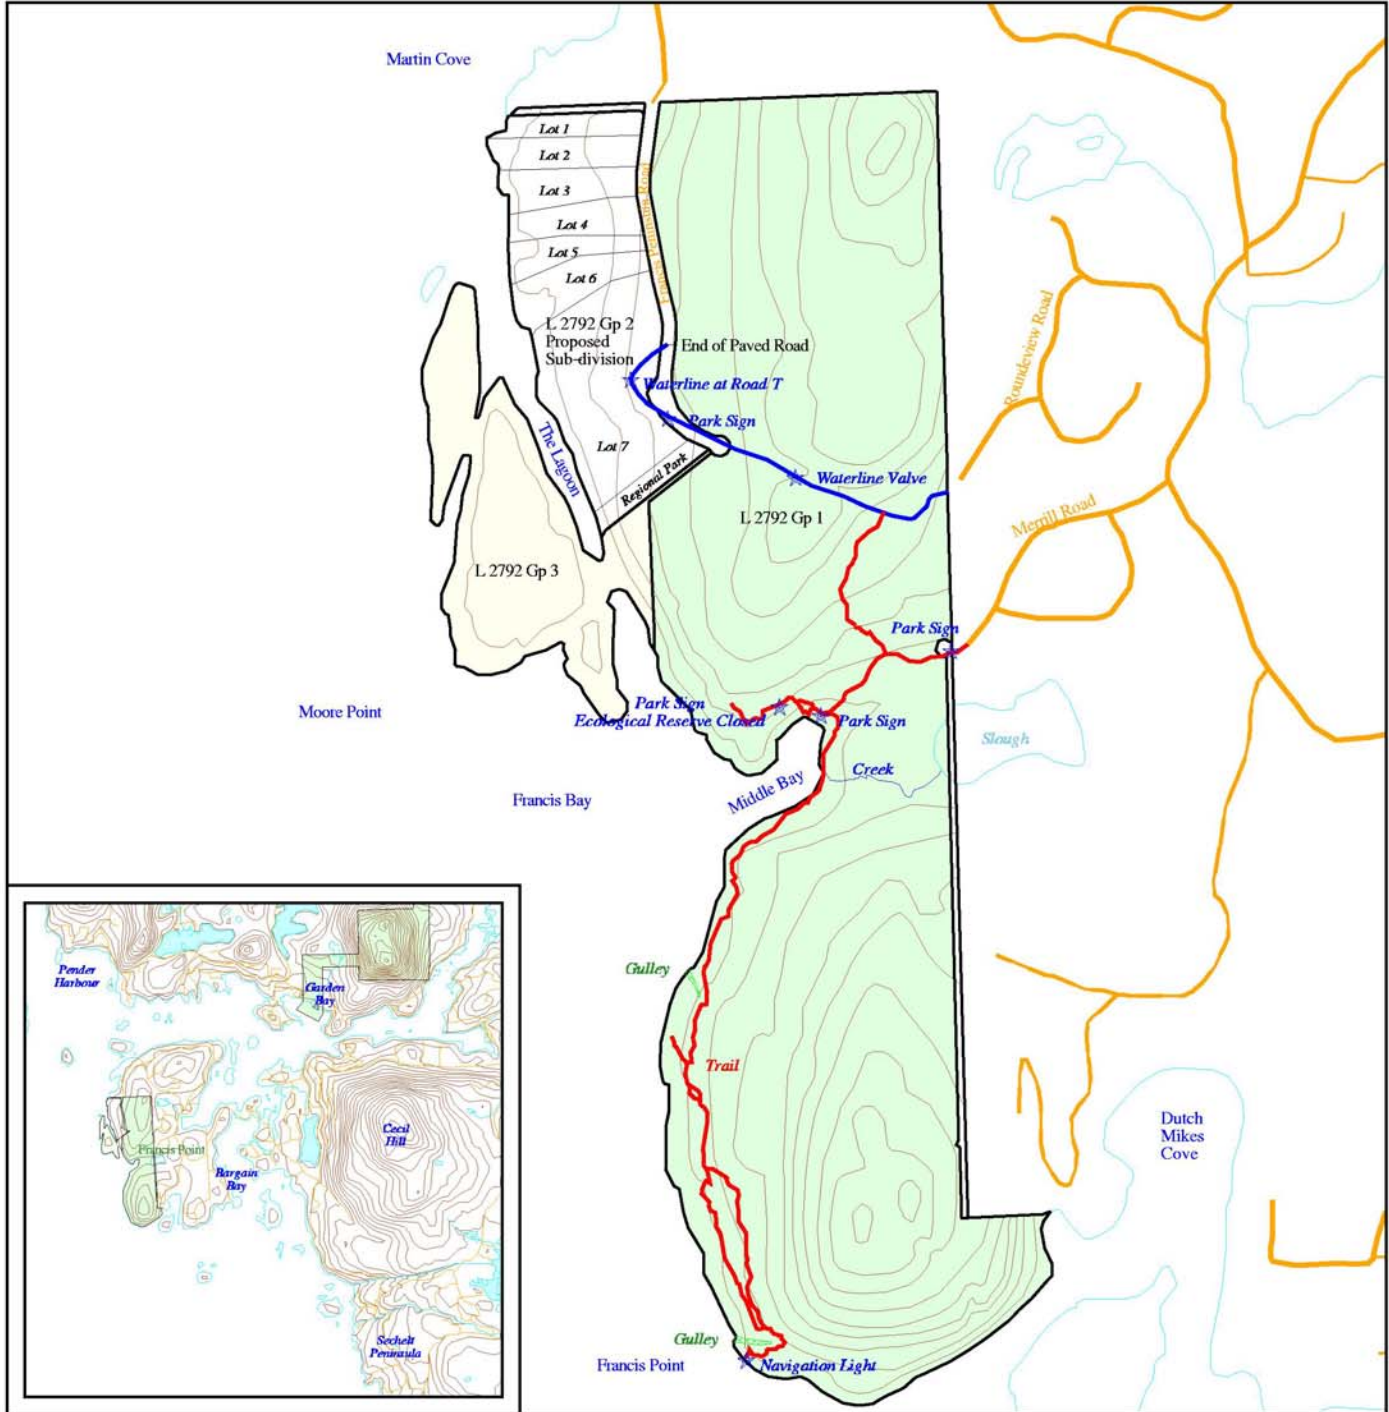 Martin Cove
Lot 1
Lot 2
Lot 3
Lot 4
Lot 5
Lot 6
Francis Peninsula Road
L 2792 Gp 2
Proposed
Sub-division
End of Paved Road
Waterline at Road T
Park Sign
The Lagoon
Lot 7
Regional Park
Waterline Valve
L 2792 Gp 1
Roundeview Road
Merrill Road
L 2792 Gp 3
Park Sign
Moore Point
Park Sign
Ecological Reserve Closed
Park Sign
Slough
Creek
Middle Bay
Francis Bay
Gulley
Trail
Dutch
Mikes
Cove
Gulley
Francis Point
Navigation Light
Pender
Harbour
Garden
Bay
Cecil
Hill
Francis Point
Bargain
Bay
Sechelt
Peninsula